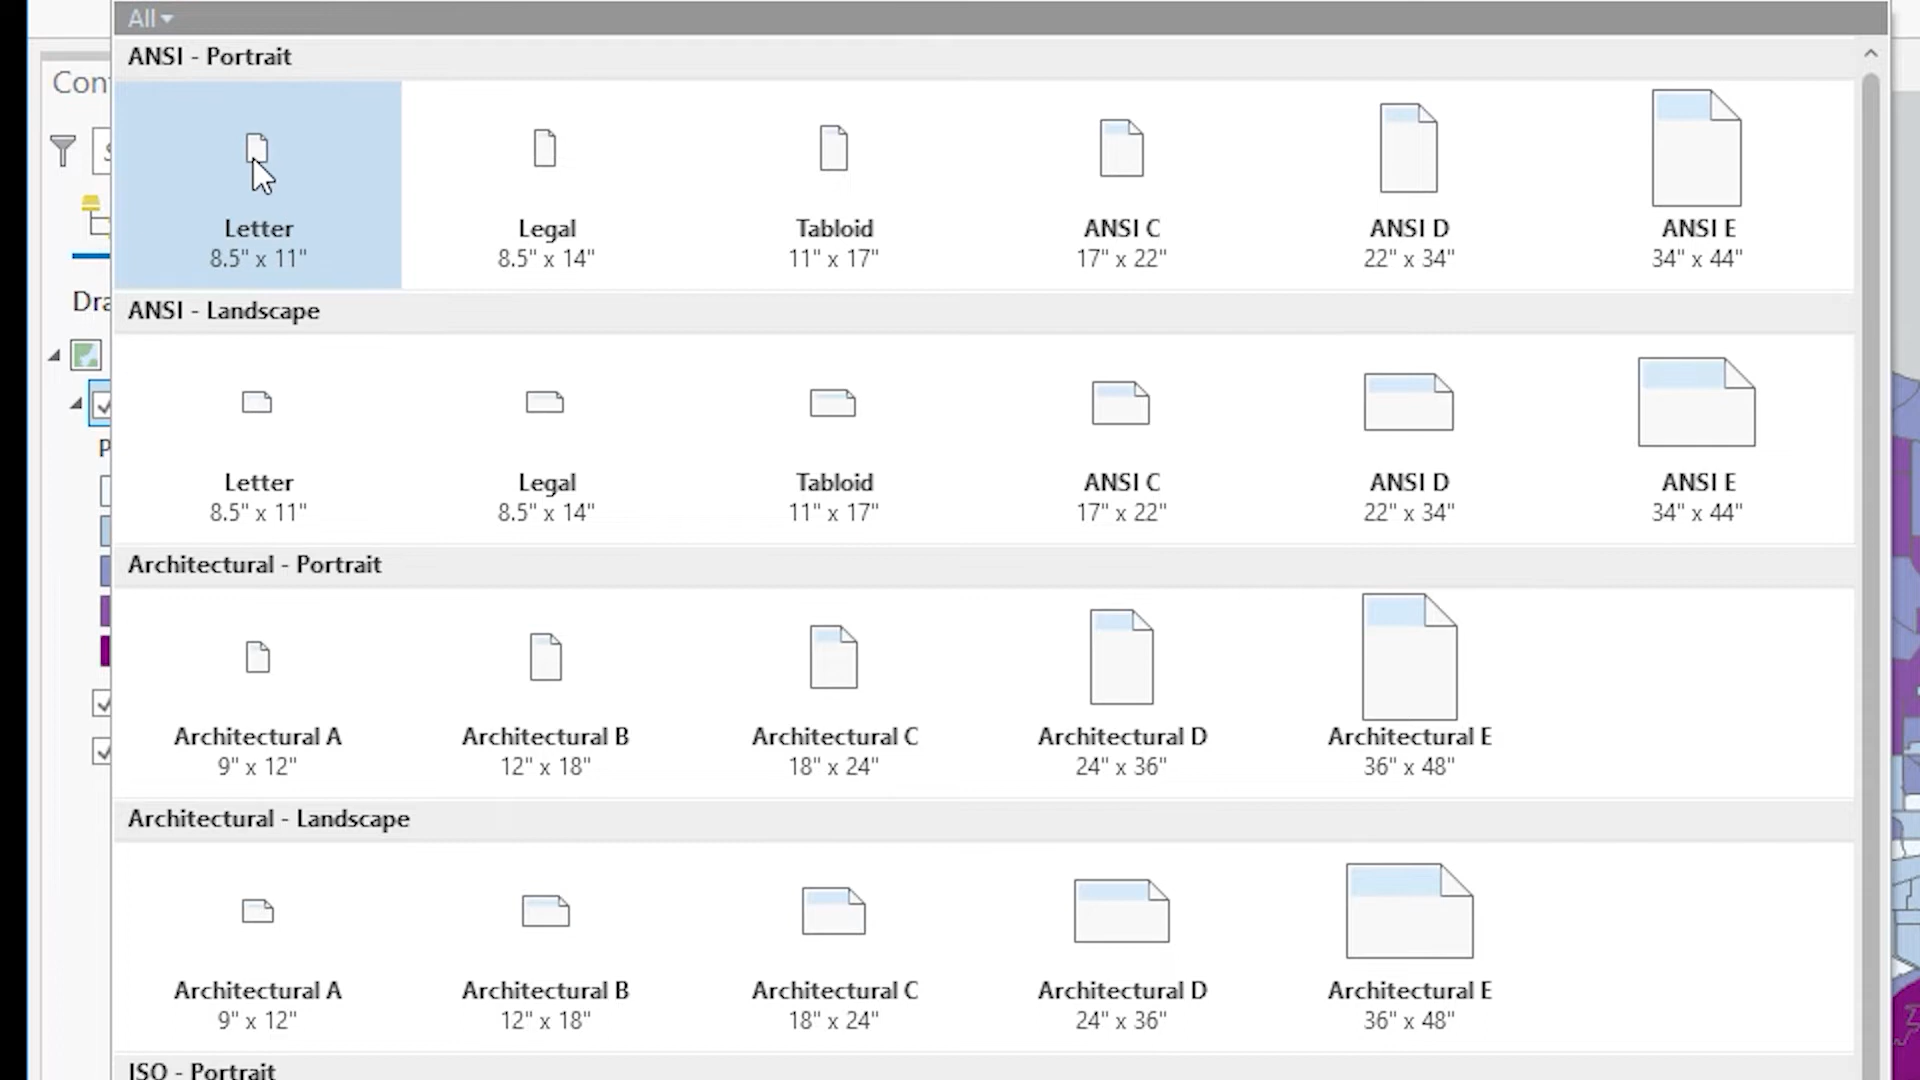 All
ANSI - Portrait
Letter
8.5" x 11"
Legal
8.5" x 14"
Tabloid
11" x 17"
ANSI C
17" x 22"
ANSI D
22" x 34"
ANSI E
34" x 44"
ANSI - Landscape
Letter
8.5" x 11"
Legal
8.5" x 14"
Tabloid
11" x 17"
ANSI C
17" x 22"
ANSI D
22" x 34"
ANSI E
34" x 44"
Architectural - Portrait
Architectural A
9" x 12"
Architectural B
12" x 18"
Architectural C
18" x 24"
Architectural D
24" x 36"
Architectural E
36" x 48"
Architectural - Landscape
Architectural A
9" x 12"
Architectural B
12" x 18"
Architectural C
18" x 24"
Architectural D
24" x 36"
Architectural E
36" x 48"
ISO - Portrait